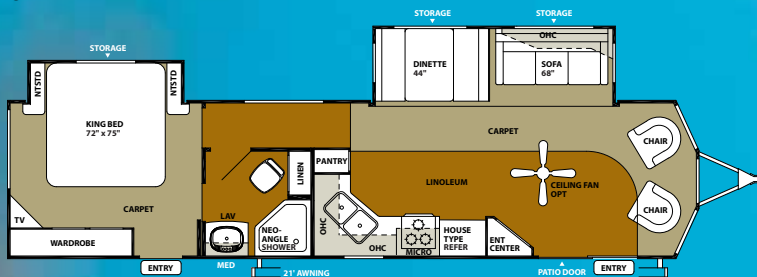 STORAGE
STORAGE
STORAGE
OHC
DINETTE
44"
SOFA
68"
NTSTD
NTSTD
KING BED
72" x 75"
CARPET
CHAIR
PANTRY
LINEN
LINOLEUM
CEILING FAN
OPT
CARPET
TV
LAV
CHAIR
WARDROBE
NEO-
ANGLE
SHOWER
OHC
OHC
MICRO
HOUSE
TYPE
REFER
ENT
CENTER
ENTRY
MED
21' AWNING
PATIO DOOR
ENTRY